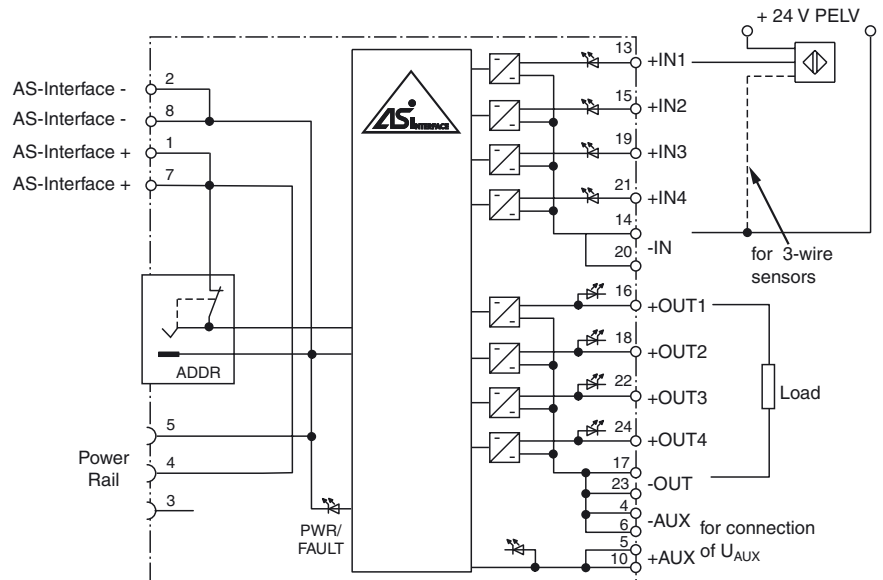 + 24 V PELV
AS-Interface -
2
AS-Interface -
8
AS-Interface +
1
AS-Interface +
7
ASi INTERFACE
13
+IN1
15
+IN2
19
+IN3
21
+IN4
14
-IN
20
for 3-wire
sensors
ADDR
16
+OUT1
18
+OUT2
22
+OUT3
24
+OUT4
Load
17
-OUT
23
4
-AUX
6
5
+AUX
10
for connection
of UAUX
Power
Rail
5
4
3
PWR/
FAULT